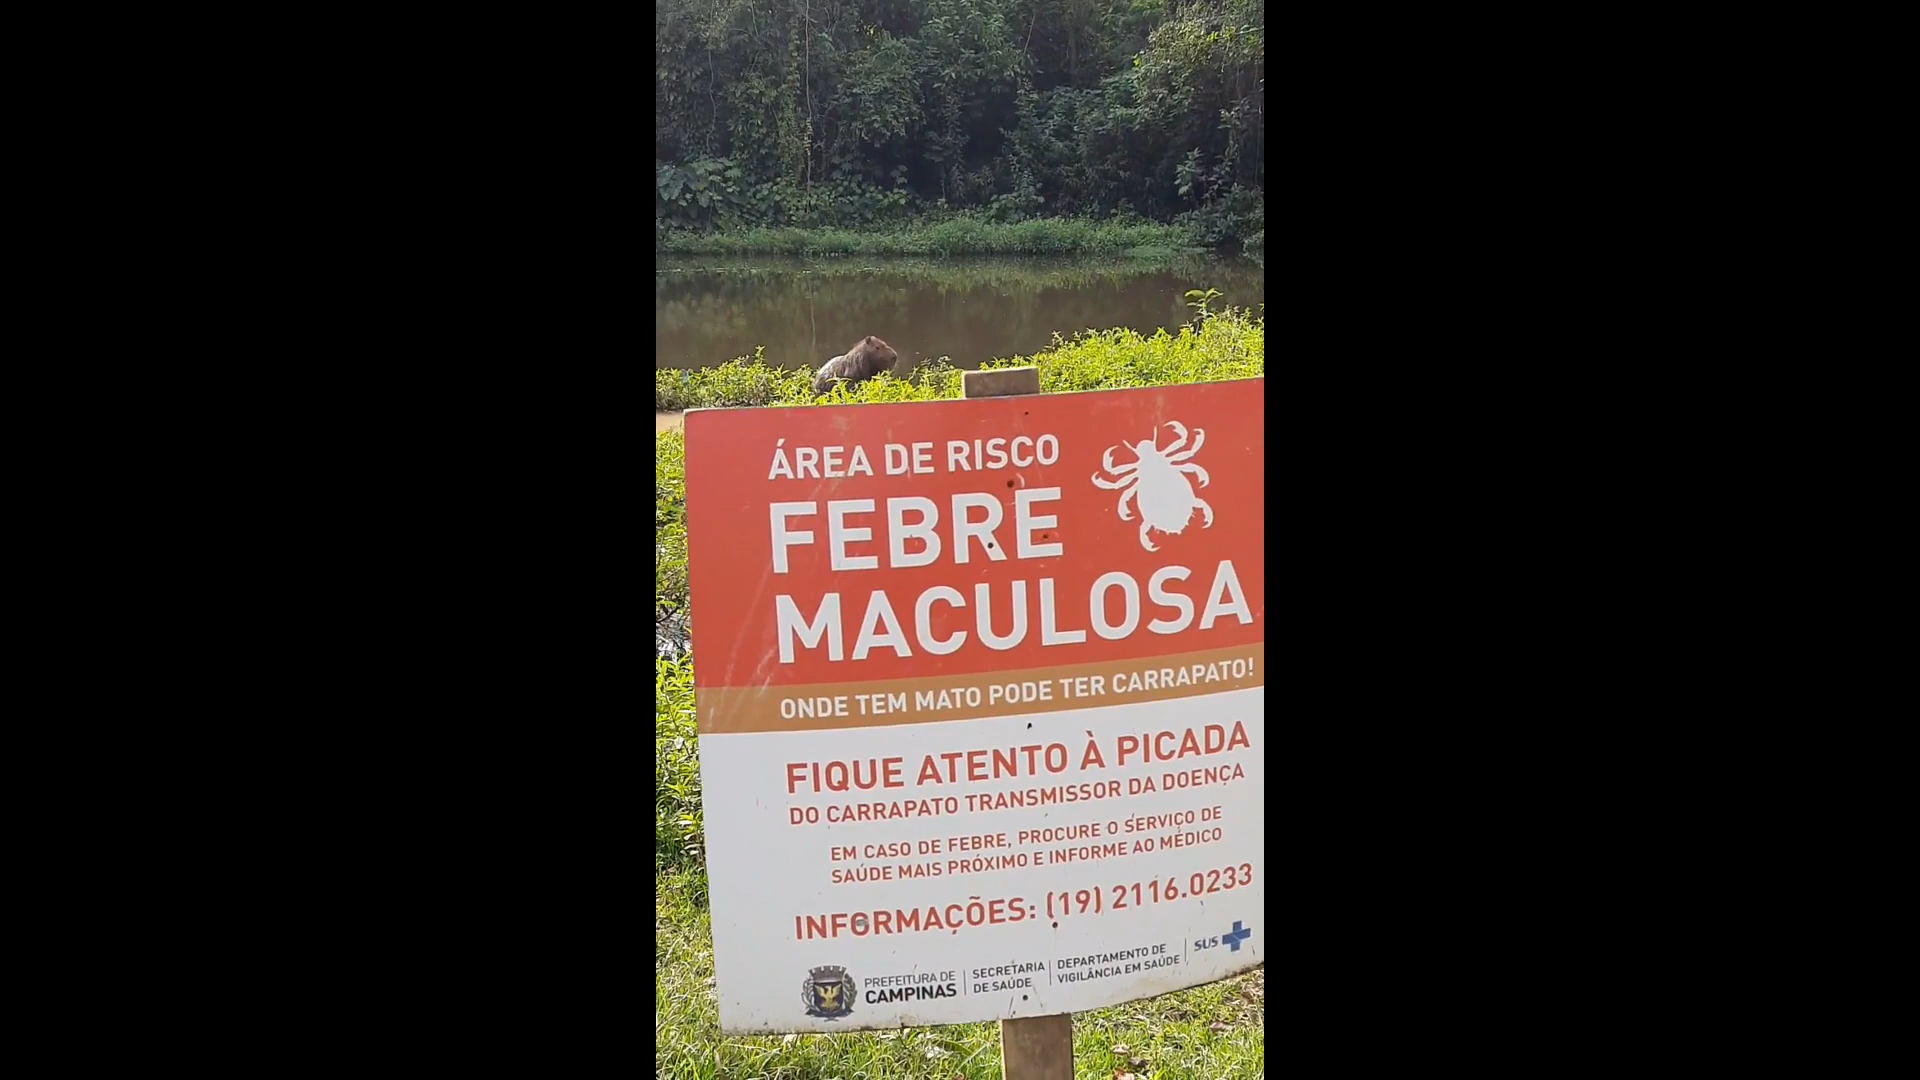 ÁREA DE RISCO
FEBRE
MACULOSA
ONDE TEM MATO PODE TER CARRAPATO!
FIQUE ATENTO À PICADA
DO CARRAPATO TRANSMISSOR DA DOENÇA
EM CASO DE FEBRE, PROCURE O SERVIÇO DE
SAÚDE MAIS PRÓXIMO E INFORME AO MÉDICO
INFORMAÇÕES: (19) 2116.0233
PREFEITURA DE
CAMPINAS
SECRETARIA
DE SAÚDE
DEPARTAMENTO DE
VIGILÂNCIA EM SAÚDE
SUS